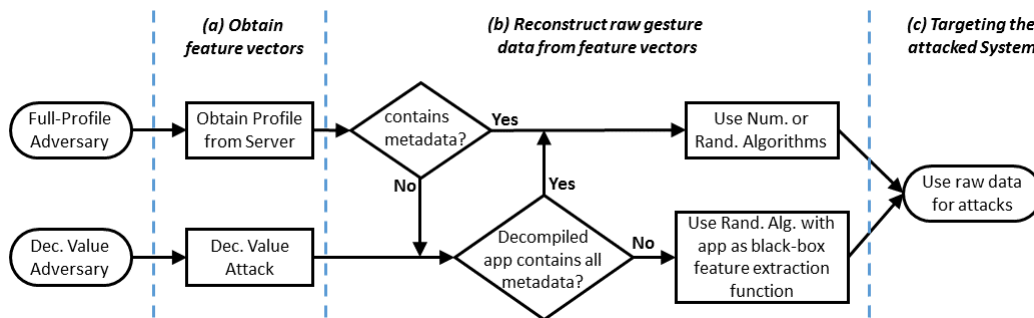 (a) Obtain
feature vectors
(b) Reconstruct raw gesture
data from feature vectors
(c) Targeting the
attacked System
Full-Profile
Adversary
Obtain Profile
from Server
contains
metadata?
Yes
Use Num. or
Rand. Algorithms
No
Yes
Use raw data
for attacks
Dec. Value
Adversary
Dec. Value
Attack
Decompiled
app contains all
metadata?
No
Use Rand. Alg. with
app as black-box
feature extraction
function